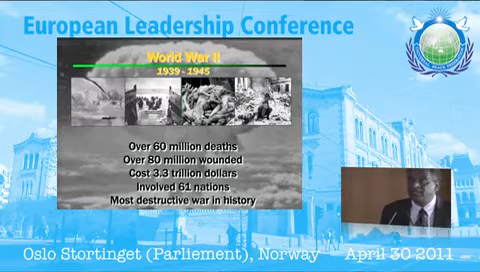 European Leadership Conference
World War II
1939 - 1945
Over 60 million deaths
Over 80 million wounded
Cost 3.3 trillion dollars
Involved 61 nations
Most destructive war in history
Oslo Stortinget (Parliement), Norway April 30 2011